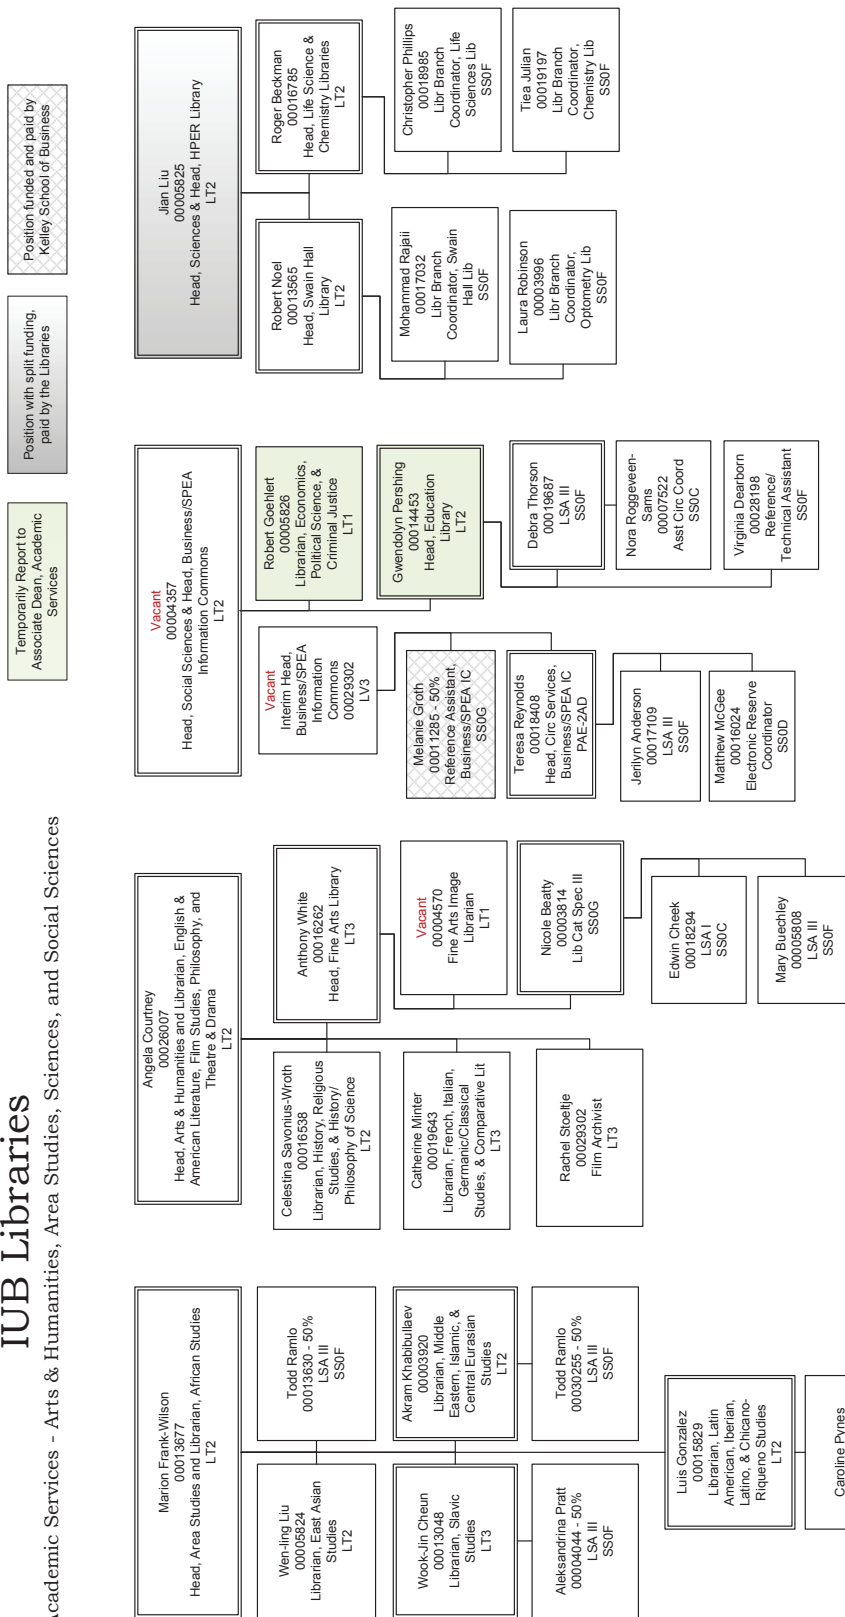 IUB Libraries
Academic Services - Arts & Humanities, Area Studies, Sciences, and Social Sciences
Temporarily Report to
Associate Dean, Academic
Services
Position with split funding,
paid by the Libraries
Position funded and paid by
Kelley School of Business
Marion Frank-Wilson
00013677
Head, Area Studies and Librarian, African Studies
LT2
Wen-ling Liu
00005824
Librarian, East Asian
Studies
LT2
Todd Ramlo
00013630 - 50%
LSA III
SS0F
Wook-Jin Cheun
00013048
Librarian, Slavic
Studies
LT3
Akram Khabibullaev
00003920
Librarian, Middle
Eastern, Islamic, &
Central Eurasian
Studies
LT2
Aleksandrina Pratt
00004044 - 50%
LSA III
SS0F
Todd Ramlo
00030255 - 50%
LSA III
SS0F
Luis Gonzalez
00015829
Librarian, Latin
American, Iberian,
Latino, & Chicano-
Riqueno Studies
LT2
Caroline Pynes
Angela Courtney
00026007
Head, Arts & Humanities and Librarian, English &
American Literature, Film Studies, Philosophy, and
Theatre & Drama
LT2
Celestina Savonius-Wroth
00016538
Librarian, History, Religious
Studies, & History/
Philosophy of Science
LT2
Anthony White
00016262
Head, Fine Arts Library
LT3
Catherine Minter
00019643
Librarian, French, Italian,
Germanic/Classical
Studies, & Comparative Lit
LT3
Vacant
00004570
Fine Arts Image
Librarian
LT1
Rachel Stoeltje
00029302
Film Archivist
LT3
Nicole Beatty
00003814
Lib Cat Spec III
SS0G
Edwin Cheek
00018294
LSA I
SS0C
Mary Buechley
00005808
LSA III
SS0F
Vacant
00004357
Head, Social Sciences & Head, Business/SPEA
Information Commons
LT2
Vacant
Interim Head,
Business/SPEA
Information
Commons
00029302
LV3
Robert Goehlert
00005826
Librarian, Economics,
Political Science, &
Criminal Justice
LT1
Melanie Groth
00011285 - 50%
Reference Assistant,
Business/SPEA IC
SS0G
Gwendolyn Pershing
00014453
Head, Education
Library
LT2
Teresa Reynolds
00018408
Head, Circ Services,
Business/SPEA IC
PAE-2AD
Debra Thorson
00019687
LSA III
SS0F
Jerilyn Anderson
00017109
LSA III
SS0F
Nora Roggeveen-
Sams
00007522
Asst Circ Coord
SS0C
Matthew McGee
00016024
Electronic Reserve
Coordinator
SS0D
Virginia Dearborn
00028198
Reference/
Technical Assistant
SS0F
Jian Liu
00005825
Head, Sciences & Head, HPER Library
LT2
Robert Noel
00013565
Head, Swain Hall
Library
LT2
Roger Beckman
00016785
Head, Life Science &
Chemistry Libraries
LT2
Mohammad Rajaii
00017032
Libr Branch
Coordinator, Swain
Hall Lib
SS0F
Christopher Phillips
00018985
Libr Branch
Coordinator, Life
Sciences Lib
SS0F
Laura Robinson
00003996
Libr Branch
Coordinator,
Optometry Lib
SS0F
Tiea Julian
00019197
Libr Branch
Coordinator,
Chemistry Lib
SS0F